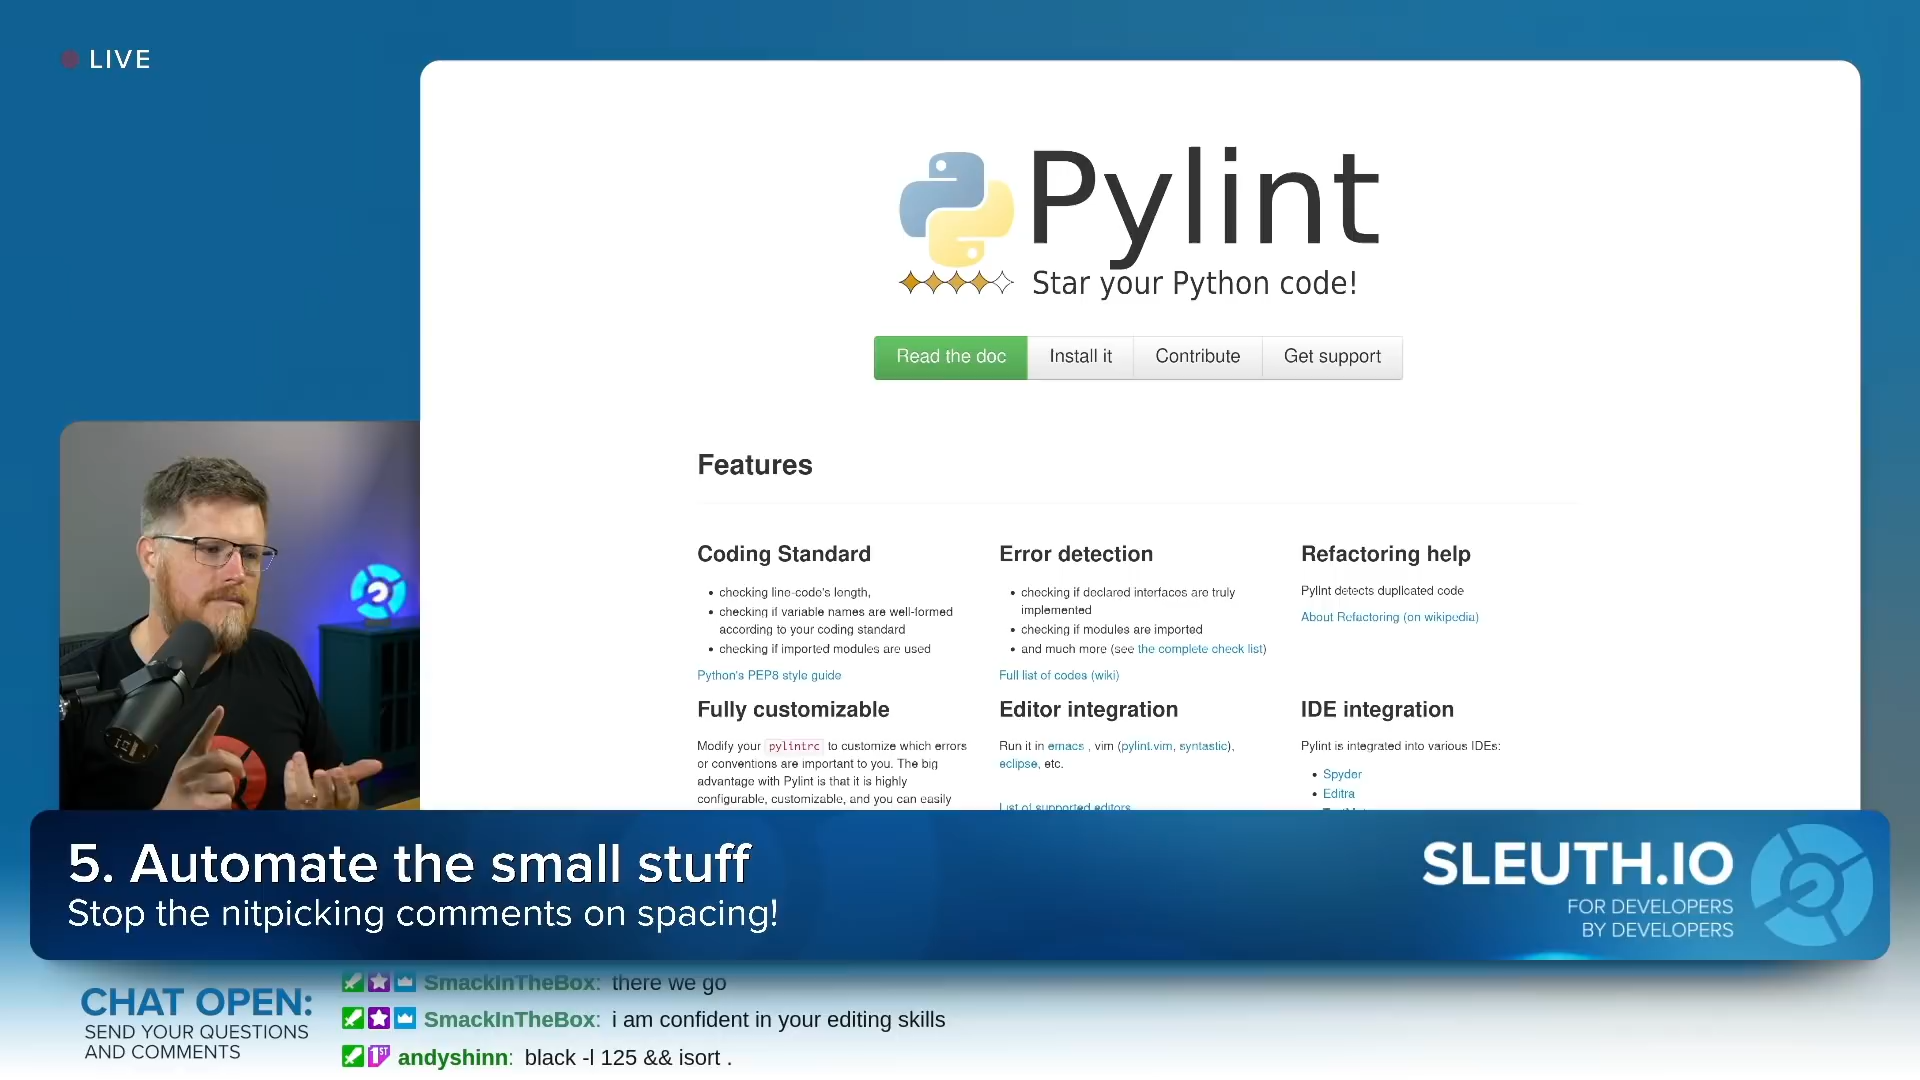 LIVE
Pylint
Star your Python code!
Read the doc
Install it
Contribute
Get support
Features
Coding Standard
checking line-code's length,
checking if variable names are well-formed
according to your coding standard
checking if imported modules are used
Python's PEP8 style guide
Error detection
checking if declared interfaces are truly
implemented
checking if modules are imported
and much more (see the complete check list)
Full list of codes (wiki)
Refactoring help
Pylint detects duplicated code
About Refactoring (on wikipedia)
Fully customizable
Modify your pylintrc to customize which errors
or conventions are important to you. The big
advantage with Pylint is that it is highly
configurable, customizable, and you can easily
Editor integration
Run it in emacs , vim (pylint.vim, syntastic),
eclipse, etc.
List of supported editors
IDE integration
Pylint is integrated into various IDEs:
Spyder
Editra
5. Automate the small stuff
Stop the nitpicking comments on spacing!
SLEUTH.IO
FOR DEVELOPERS
BY DEVELOPERS
CHAT OPEN:
SEND YOUR QUESTIONS
AND COMMENTS
SmackInTheBox: there we go
SmackInTheBox: i am confident in your editing skills
1ST andyshinn: black -l 125 && isort .